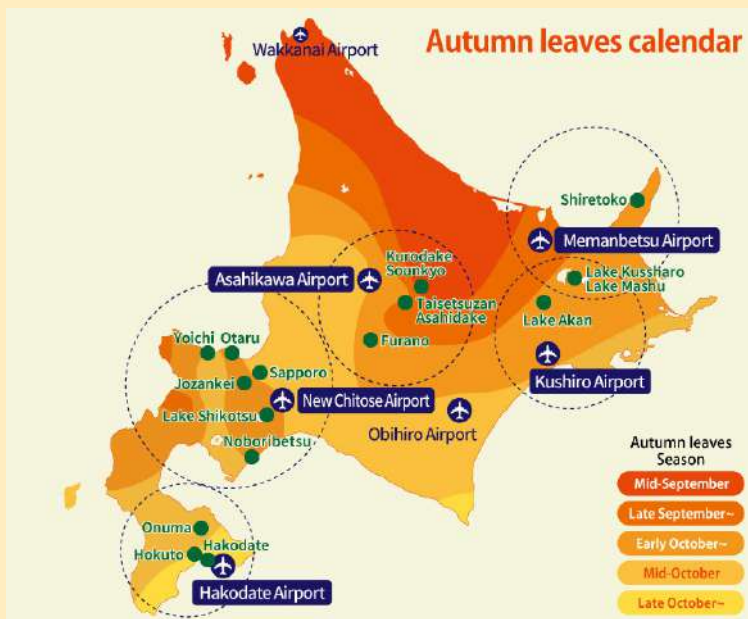 Autumn leaves calendar
Wakkanai Airport
Shiretoko
Memanbetsu Airport
Kurodake
Sounkyo
Asahikawa Airport
Lake Kussharo
Lake Mashu
Taisetsuzan
Asahidake
Lake Akan
Furano
Yoichi
Otaru
Kushiro Airport
Sapporo
Jozankei
New Chitose Airport
Lake Shikotsu
Obihiro Airport
Noboribetsu
Onuma
Hakodate
Hokuto
Hakodate Airport
Autumn leaves
Season
Mid-September
Late September~
Early October~
Mid-October
Late October~